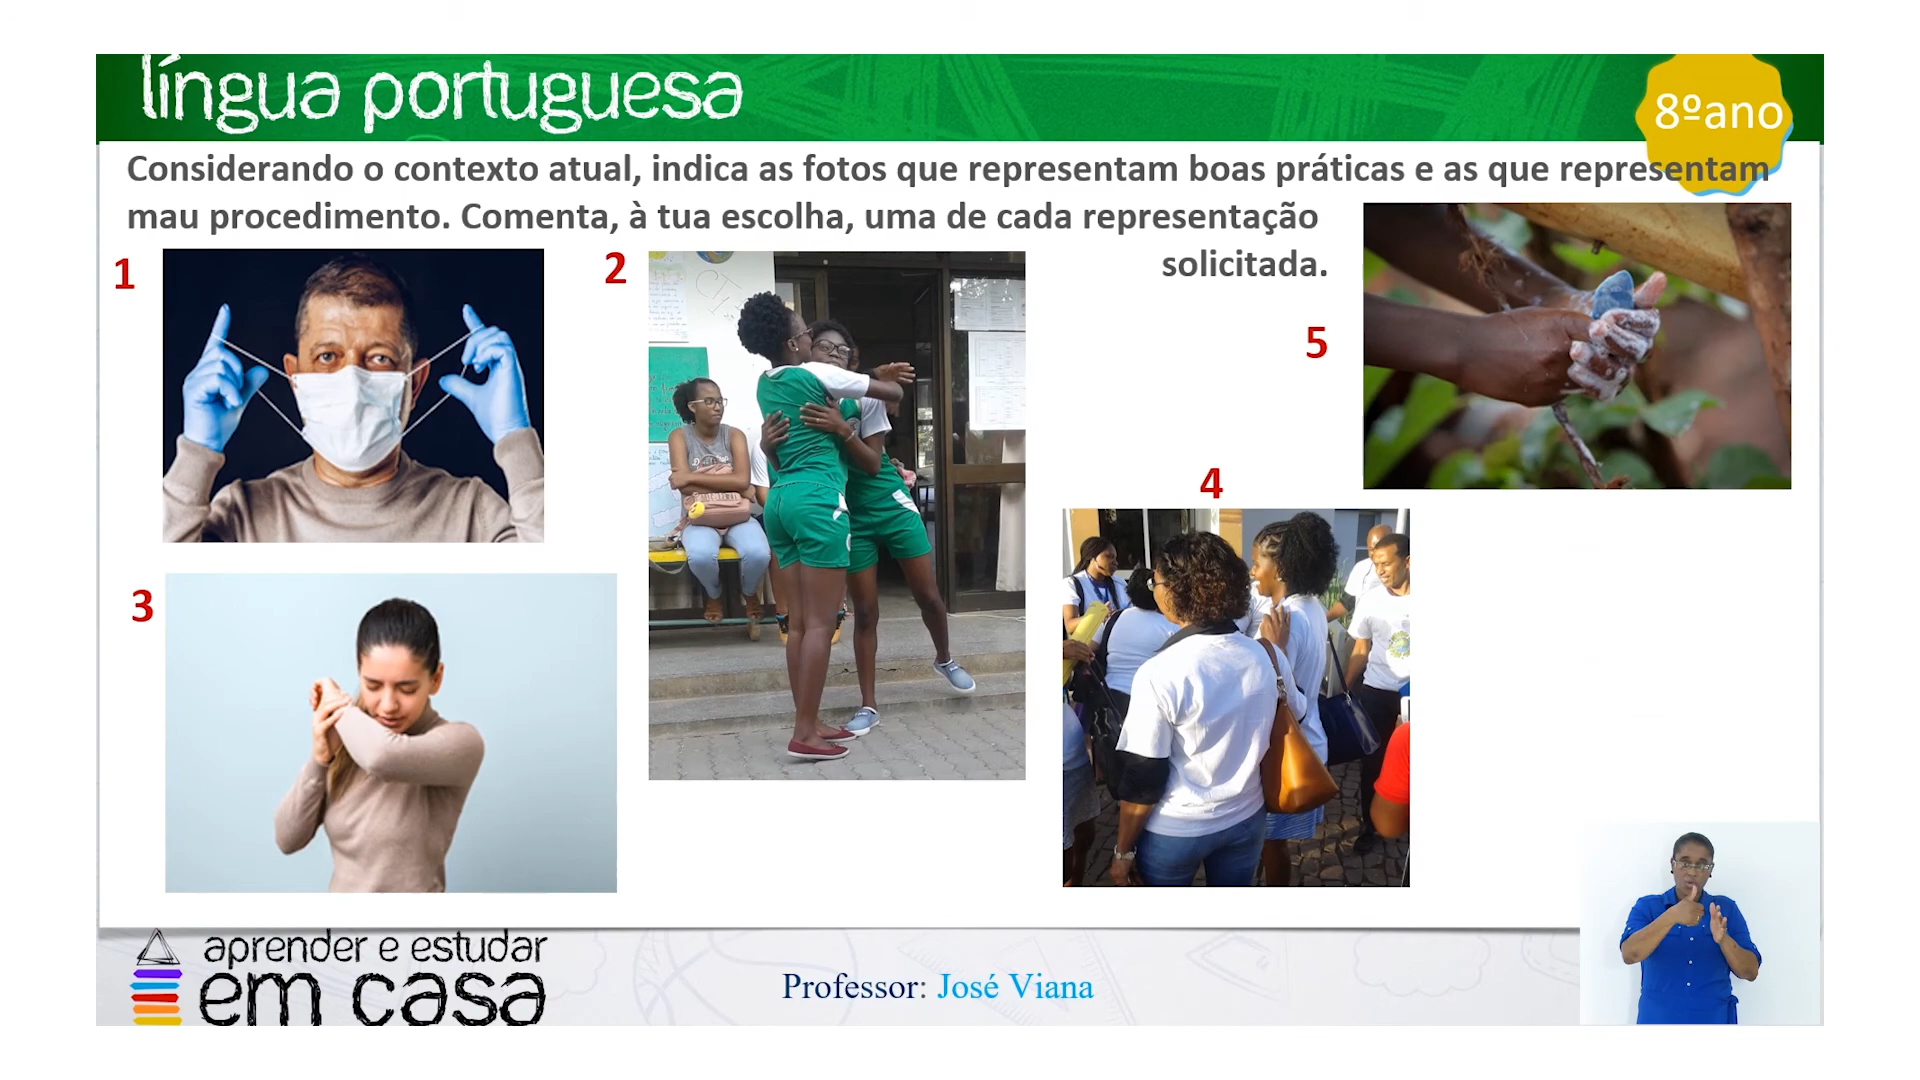 língua portuguesa
8ºano
Considerando o contexto atual, indica as fotos que representam boas práticas e as que representam
mau procedimento. Comenta, à tua escolha, uma de cada representação
solicitada.
1
2
5
4
3
aprender e estudar
em casa
Professor: José Viana